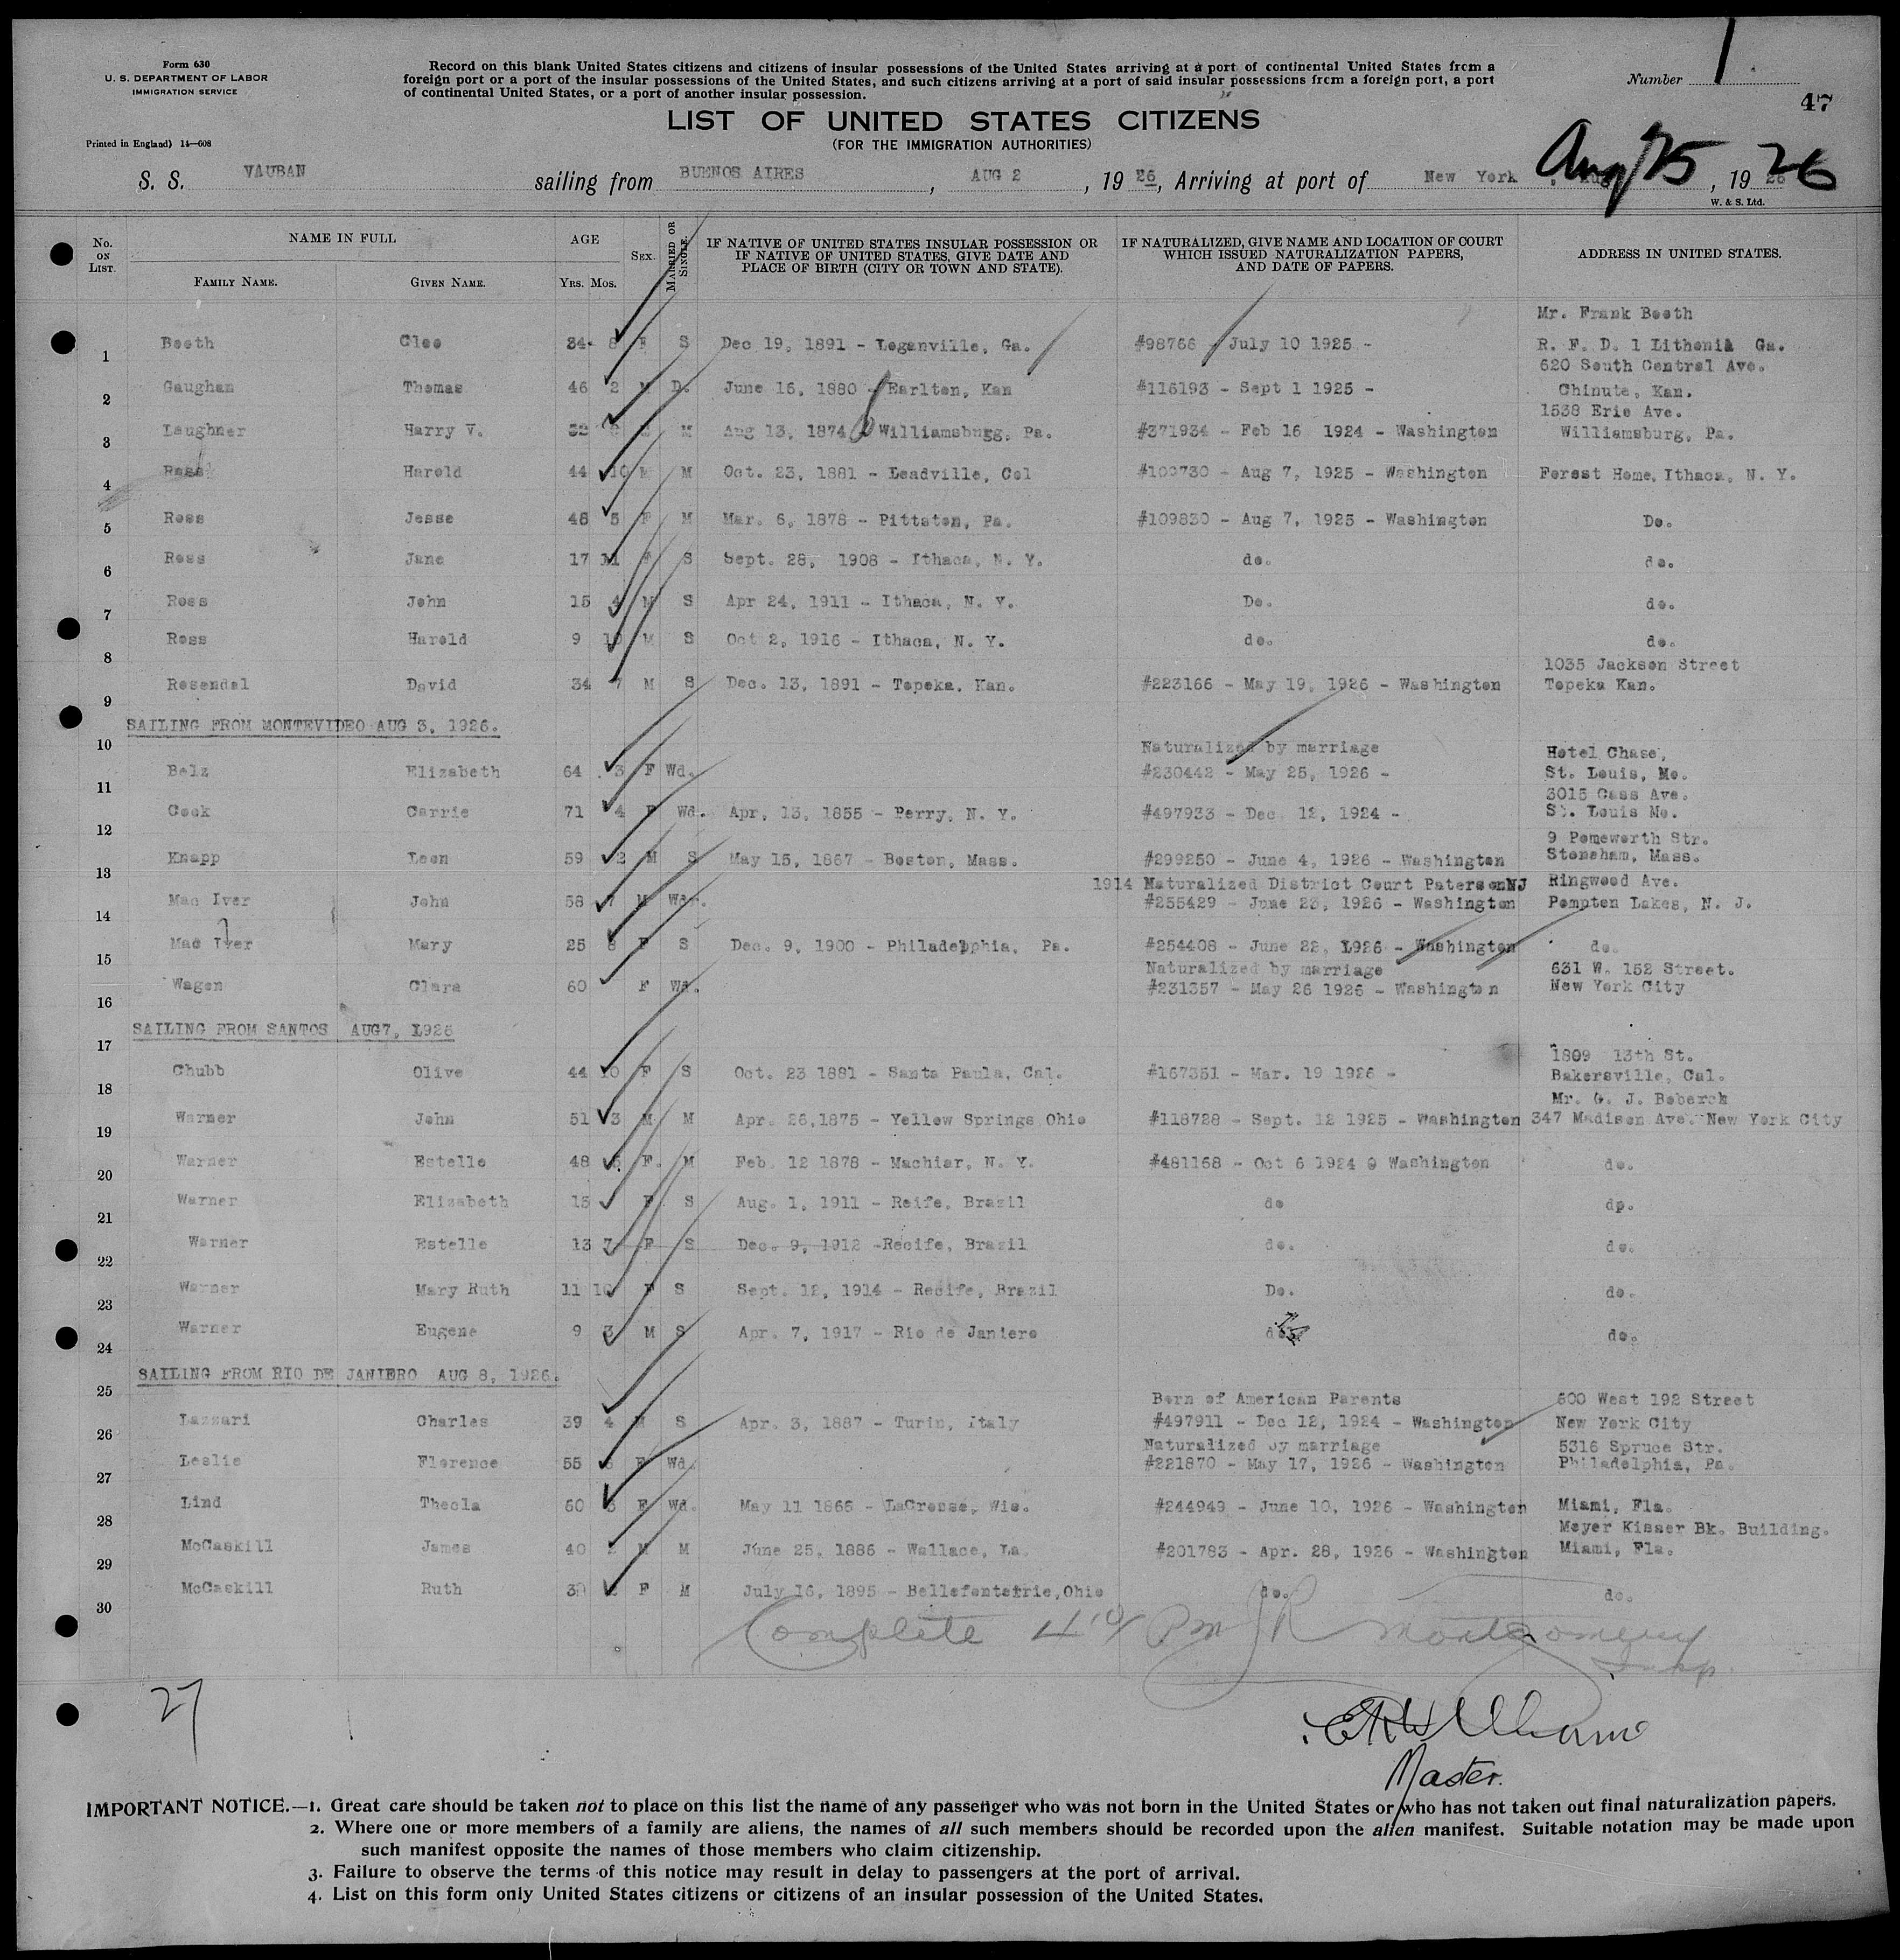 Form 630
U. S. DEPARTMENT OF LABOR
IMMIGRATION SERVICE
Record on this blank United States citizens and citizens of insular possessions of the United States arriving at a port of continental United States from a
foreign port or a port of the insular possessions of the United States, and such citizens arriving at a port of said insular possessions from a foreign port, a port
of continental United States, or a port of another insular possession.
Number 1
47
LIST OF UNITED STATES CITIZENS
(FOR THE IMMIGRATION AUTHORITIES)
Printed in England) 14—608
S. S. VAUBAN sailing from BUENOS AIRES, AUG 2, 1926, Arriving at port of New York, Aug 25, 1926
W. & S. Ltd.
No. ON LIST. NAME IN FULL AGE SEX. MARRIED OR SINGLE. IF NATIVE OF UNITED STATES INSULAR POSSESSION OR IF NATIVE OF UNITED STATES, GIVE DATE AND PLACE OF BIRTH (CITY OR TOWN AND STATE). IF NATURALIZED, GIVE NAME AND LOCATION OF COURT WHICH ISSUED NATURALIZATION PAPERS, AND DATE OF PAPERS. ADDRESS IN UNITED STATES.
FAMILY NAME. GIVEN NAME. YRS. MOS.
Mr. Frank Booth
1 Booth Cleo 34 8 F S Dec 19, 1891 - Loganville, Ga. #98766 - July 10 1925 - R. F. D. 1 Lithonia Ga.
620 South Central Ave.
2 Gaughan Thomas 46 2 M D. June 16, 1880 - Earlton, Kan #116193 - Sept 1 1925 - Chinute, Kan.
1538 Erie Ave.
3 Laughner Harry V. M Aug 13, 1874 Williamsburg, Pa. #371934 - Feb 16 1924 - Washington Williamsburg, Pa.
4 Ross Harold 44 10 M M Oct. 23, 1881 - Leadville, Col - Aug 7, 1925 - Washington Forest Home, Ithaca, N. Y.
5 Ross Jesse 48 5 F M Mar. 6, 1878 - Pittston, Pa. #109830 - Aug 7, 1925 - Washington Do.
6 Ross Jane 17 11 F S Sept. 28, 1908 - Ithaca, N. Y. do. do.
7 Ross John 15 4 M S Apr 24, 1911 - Ithaca, N. Y. Do. do.
8 Ross Harold 9 10 M S Oct 2, 1916 - Ithaca, N. Y. do. do.
1035 Jackson Street
9 Rosendal David 34 7 M S Dec. 13, 1891 - Topeka, Kan. #223166 - May 19, 1926 - Washington Topeka Kan.
SAILING FROM MONTEVIDEO AUG 3, 1926.
10 Naturalized by marriage Hotel Chase,
11 Belz Elizabeth 64 3 F Wd. #230442 - May 25, 1926 - St. Louis, Mo.
3015 Cass Ave.
12 Cook Carrie 71 4 F Wd. Apr, 13, 1855 - Perry, N. Y. #497933 - Dec 12, 1924 - St. Louis Mo.
9 Pomeworth Str.
13 Knapp Leon 59 2 M S May 15, 1867 - Boston, Mass. #299250 - June 4, 1926 - Washington Stoneham, Mass.
1914 Naturalized District Court Paterson NJ Ringwood Ave.
14 Mac Iver John 58 7 M Wd. #255429 - June 23, 1926 - Washington Pompton Lakes, N. J.
15 Mac Iver Mary 25 8 F S Dec. 9, 1900 - Philadelphia, Pa. #254408 - June 22, 1926 - Washington do.
Naturalized by marriage 631 W. 152 Street.
16 Wagen Clara 60 F Wd. #231357 - May 26 1926 - Washington New York City
SAILING FROM SANTOS AUG7, 1926
17 1809 13th St.
18 Chubb Olive 44 10 F S Oct. 23 1881 - Santa Paula, Cal. #167351 - Mar. 19 1926 - Bakersville, Cal.
Mr. G. J. Beberck
19 Warner John 51 3 M M Apr. 26,1875 - Yellow Springs Ohio #118728 - Sept. 12 1925 - Washington 347 Madison Ave. New York City
20 Warner Estelle 48 F. M Feb. 12 1878 - Machiar, N. Y. #481168 - Oct 6 1924 @ Washington do.
21 Warner Elizabeth 15 F S Aug. 1, 1911 - Reife, Brazil do dp.
22 Warner Estelle 13 7 F S Dec. 9, 1912 -Recife, Brazil do. do.
23 Warner Mary Ruth 11 10 F S Sept. 12, 1914 - Recife, Brazil Do. do.
24 Warner Eugene 9 3 M S Apr. 7, 1917 - Rio de Janiero do. do.
SAILING FROM RIO DE JANIERO AUG 8, 1926.
25 Born of American Parents 600 West 192 Street
26 Lazzari Charles 39 4 M S Apr. 3, 1887 - Turin, Italy #497911 - Dec 12, 1924 - Washington New York City
Naturalized by marriage 5316 Spruce Str.
27 Leslie Florence 55 F Wd. #221870 - May 17, 1926 - Washington Philadelphia, Pa.
28 Lind Theola 60 3 F Wd. May 11 1866 - LaCrosse, Wis. #244949 - June 10, 1926 - Washington Miami, Fla.
Meyer Kisser Bk. Building.
29 McCaskill James 40 M M June 25, 1886 - Wallace, La #201783 - Apr. 28, 1926 - Washington Miami, Fla.
30 McCaskill Ruth F M July 16, 1895 - Bellefontetrie,Ohio do. do.
Complete 4 10 Pm J R Montgomery
Insp.
27
Master.
IMPORTANT NOTICE.—1. Great care should be taken not to place on this list the name of any passenger who was not born in the United States or who has not taken out final naturalization papers.
2. Where one or more members of a family are aliens, the names of all such members should be recorded upon the alien manifest. Suitable notation may be made upon
such manifest opposite the names of those members who claim citizenship.
3. Failure to observe the terms of this notice may result in delay to passengers at the port of arrival.
4. List on this form only United States citizens or citizens of an insular possession of the United States.